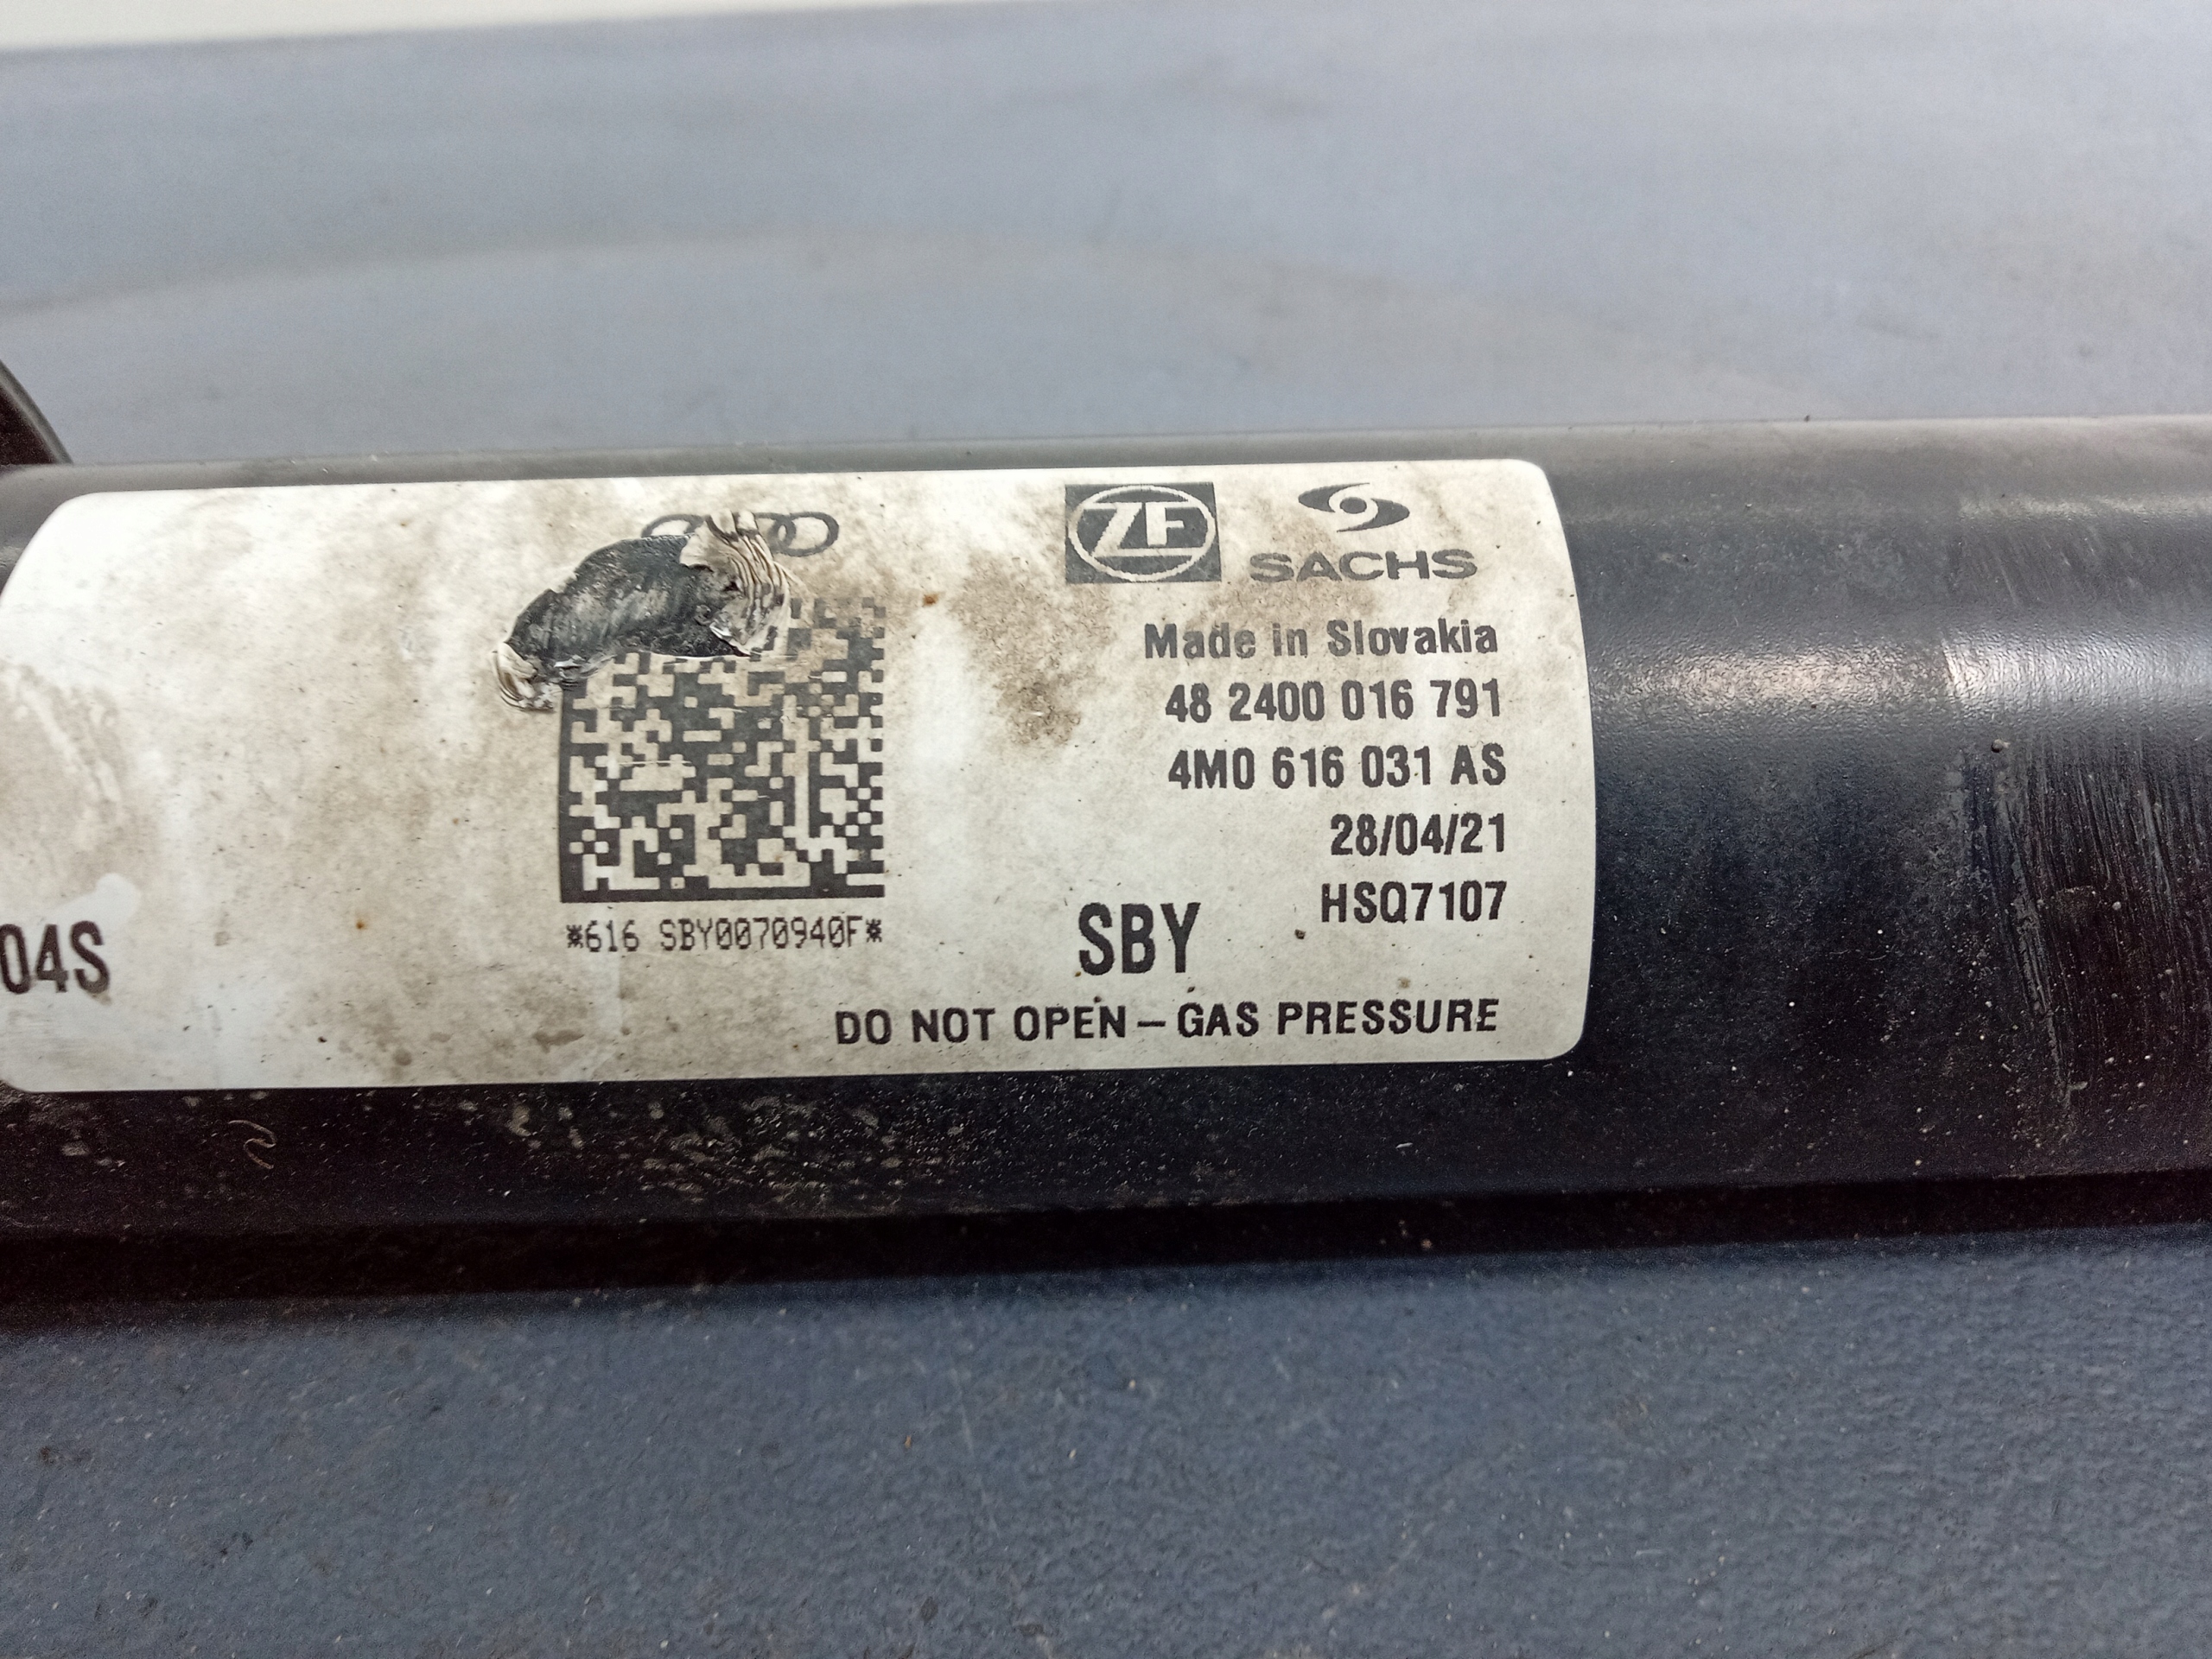 ZF
SACHS
Made in Slovakia
48 2400 016 791
4M0 616 031 AS
28/04/21
HSQ7107
SBY
*616 SBY0070940F*
04S
DO NOT OPEN – GAS PRESSURE